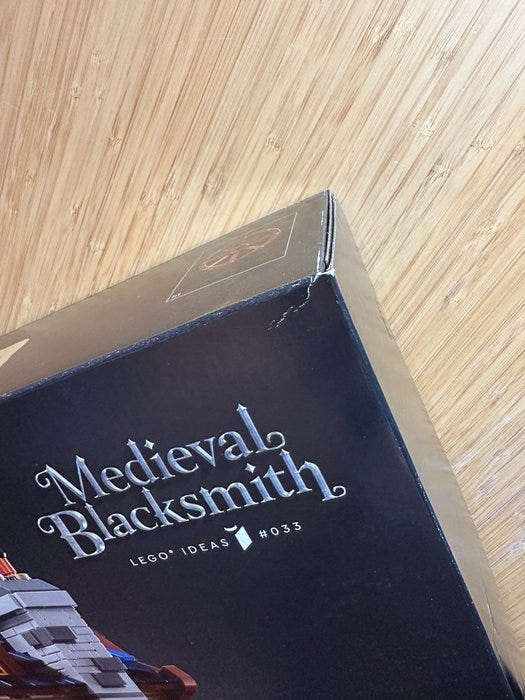 Medieval
Blacksmith
LEGO® IDEAS #033